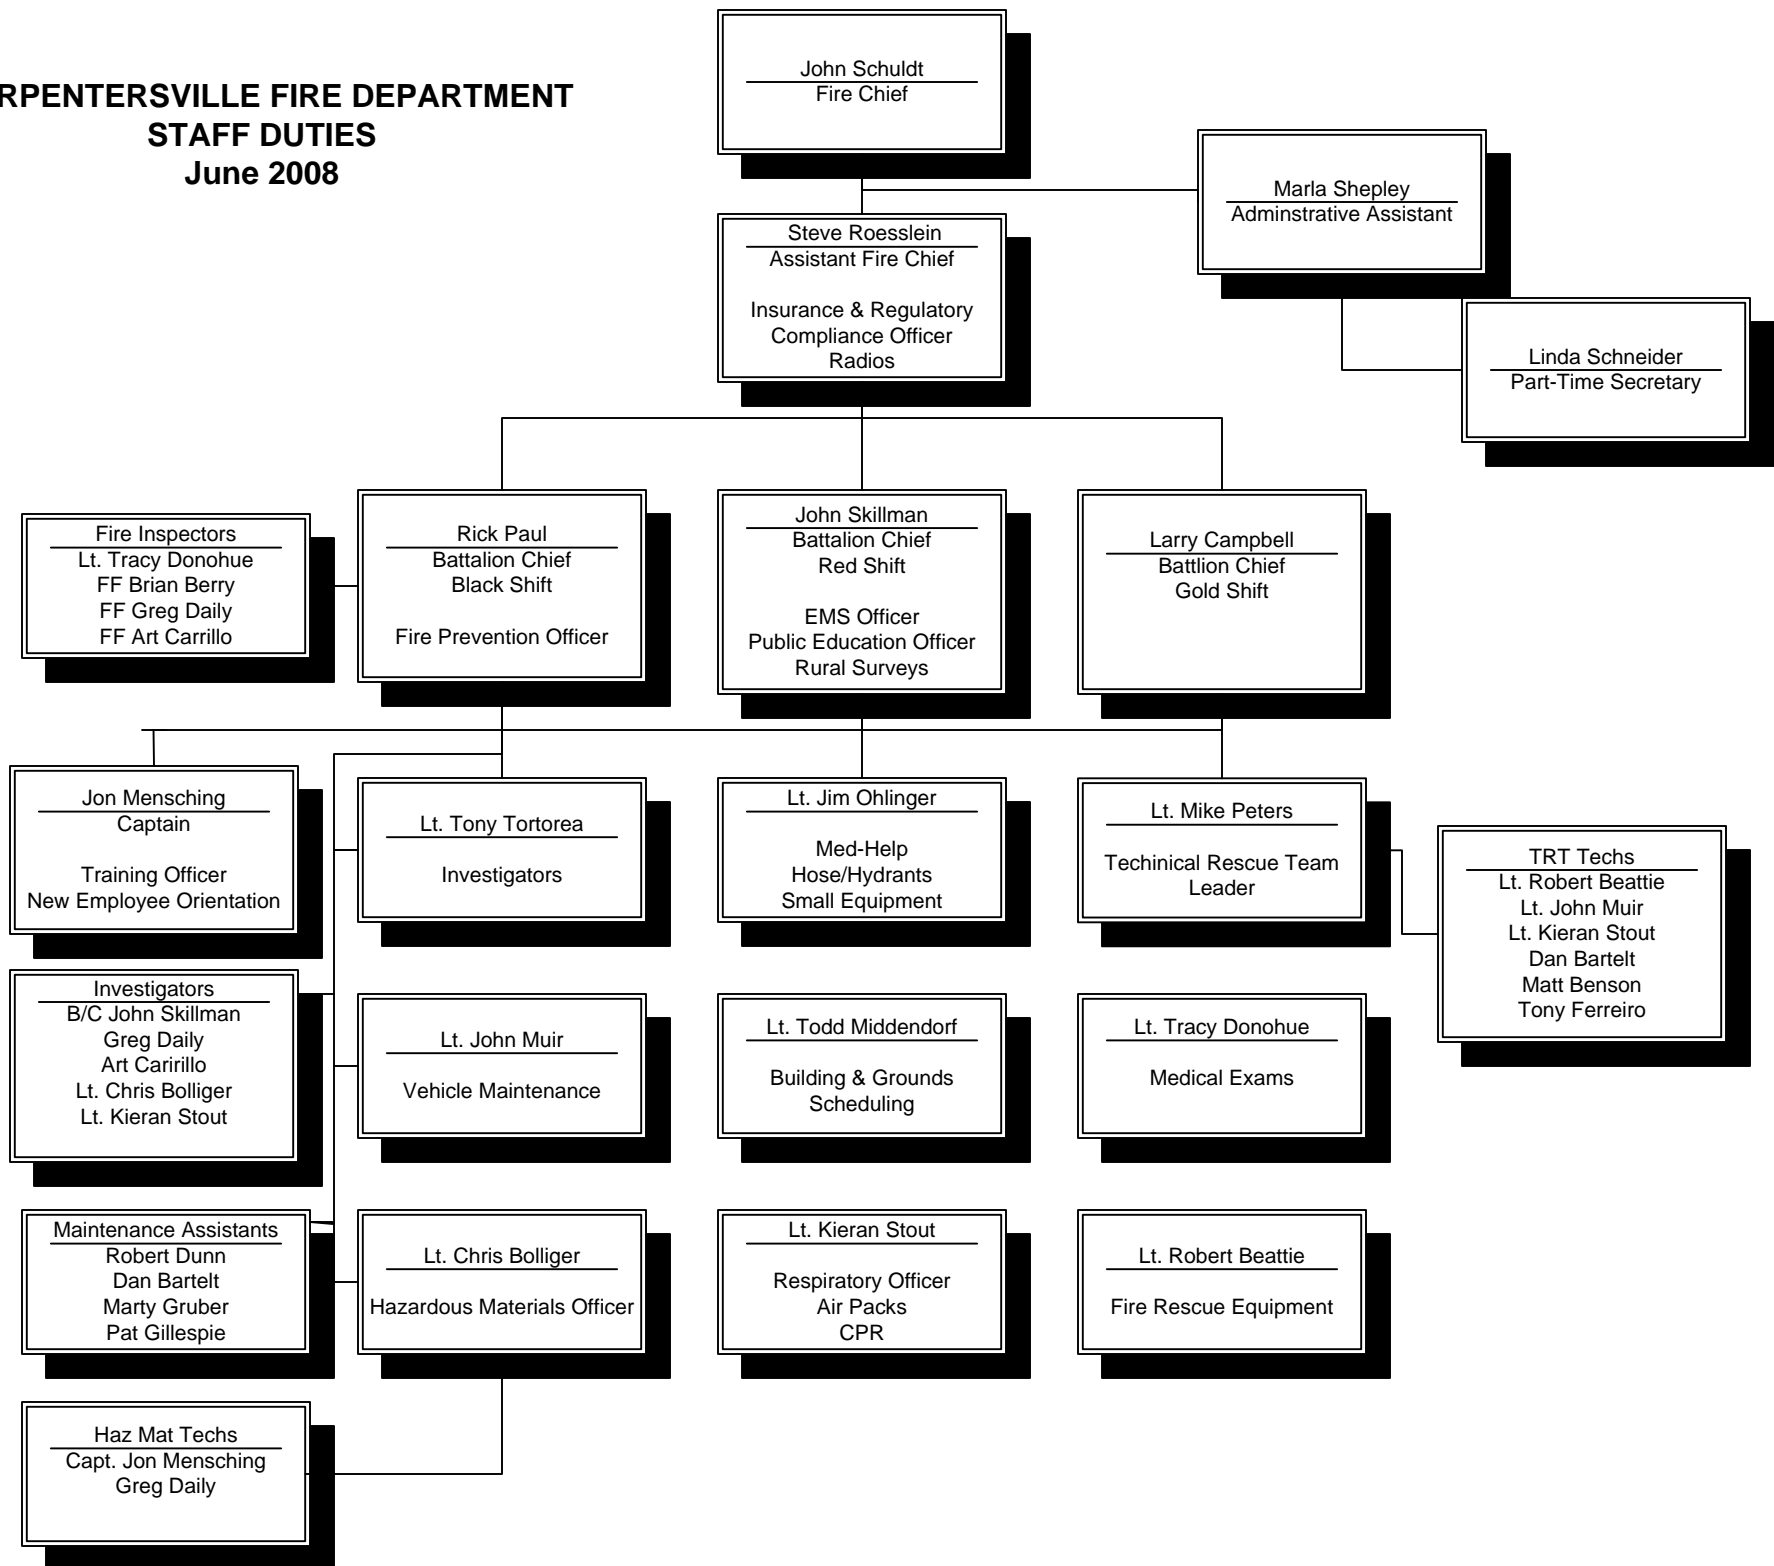 RPENTERSVILLE FIRE DEPARTMENT
STAFF DUTIES
June 2008
John Schuldt
Fire Chief
Marla Shepley
Adminstrative Assistant
Steve Roesslein
Assistant Fire Chief
Insurance & Regulatory
Compliance Officer
Radios
Linda Schneider
Part-Time Secretary
Fire Inspectors
Lt. Tracy Donohue
FF Brian Berry
FF Greg Daily
FF Art Carrillo
Rick Paul
Battalion Chief
Black Shift
Fire Prevention Officer
John Skillman
Battalion Chief
Red Shift
EMS Officer
Public Education Officer
Rural Surveys
Larry Campbell
Battlion Chief
Gold Shift
Jon Mensching
Captain
Training Officer
New Employee Orientation
Lt. Tony Tortorea
Investigators
Lt. Jim Ohlinger
Med-Help
Hose/Hydrants
Small Equipment
Lt. Mike Peters
Techinical Rescue Team
Leader
TRT Techs
Lt. Robert Beattie
Lt. John Muir
Lt. Kieran Stout
Dan Bartelt
Matt Benson
Tony Ferreiro
Investigators
B/C John Skillman
Greg Daily
Art Caririllo
Lt. Chris Bolliger
Lt. Kieran Stout
Lt. John Muir
Vehicle Maintenance
Lt. Todd Middendorf
Building & Grounds
Scheduling
Lt. Tracy Donohue
Medical Exams
Maintenance Assistants
Robert Dunn
Dan Bartelt
Marty Gruber
Pat Gillespie
Lt. Chris Bolliger
Hazardous Materials Officer
Lt. Kieran Stout
Respiratory Officer
Air Packs
CPR
Lt. Robert Beattie
Fire Rescue Equipment
Haz Mat Techs
Capt. Jon Mensching
Greg Daily